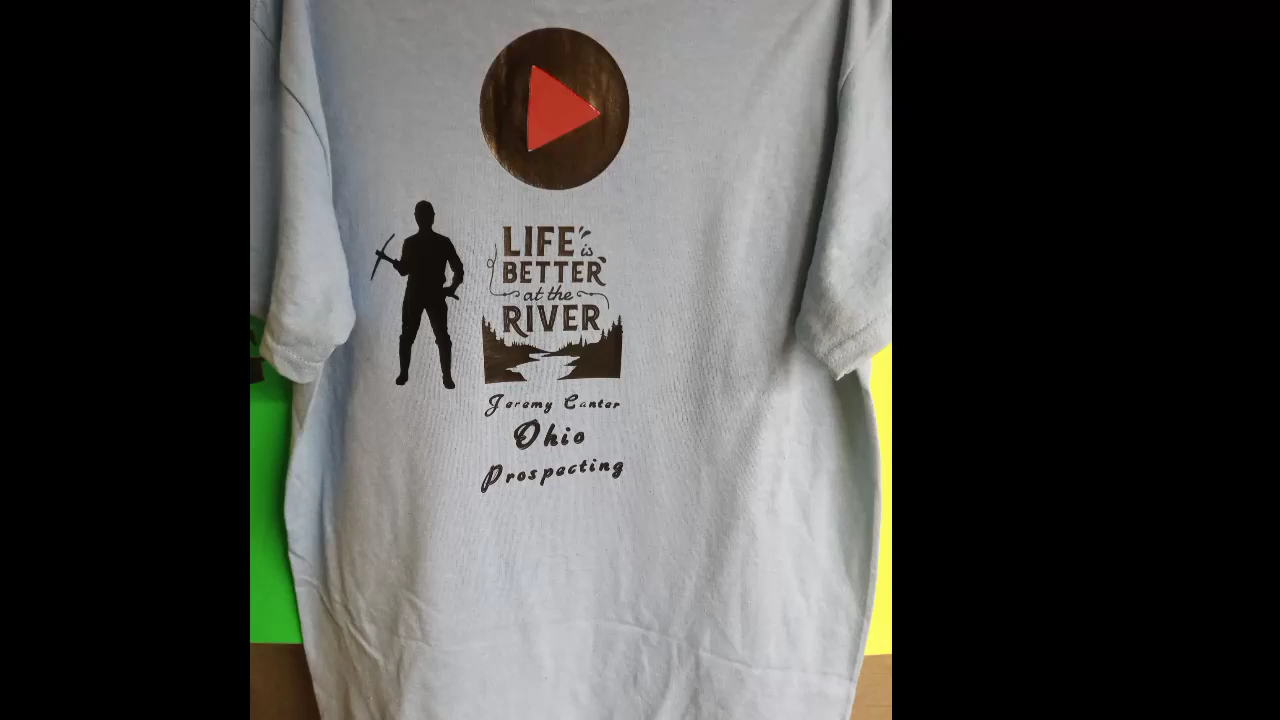 LIFE is
BETTER
at the
RIVER
Jeremy Canter
Ohio
Prospecting